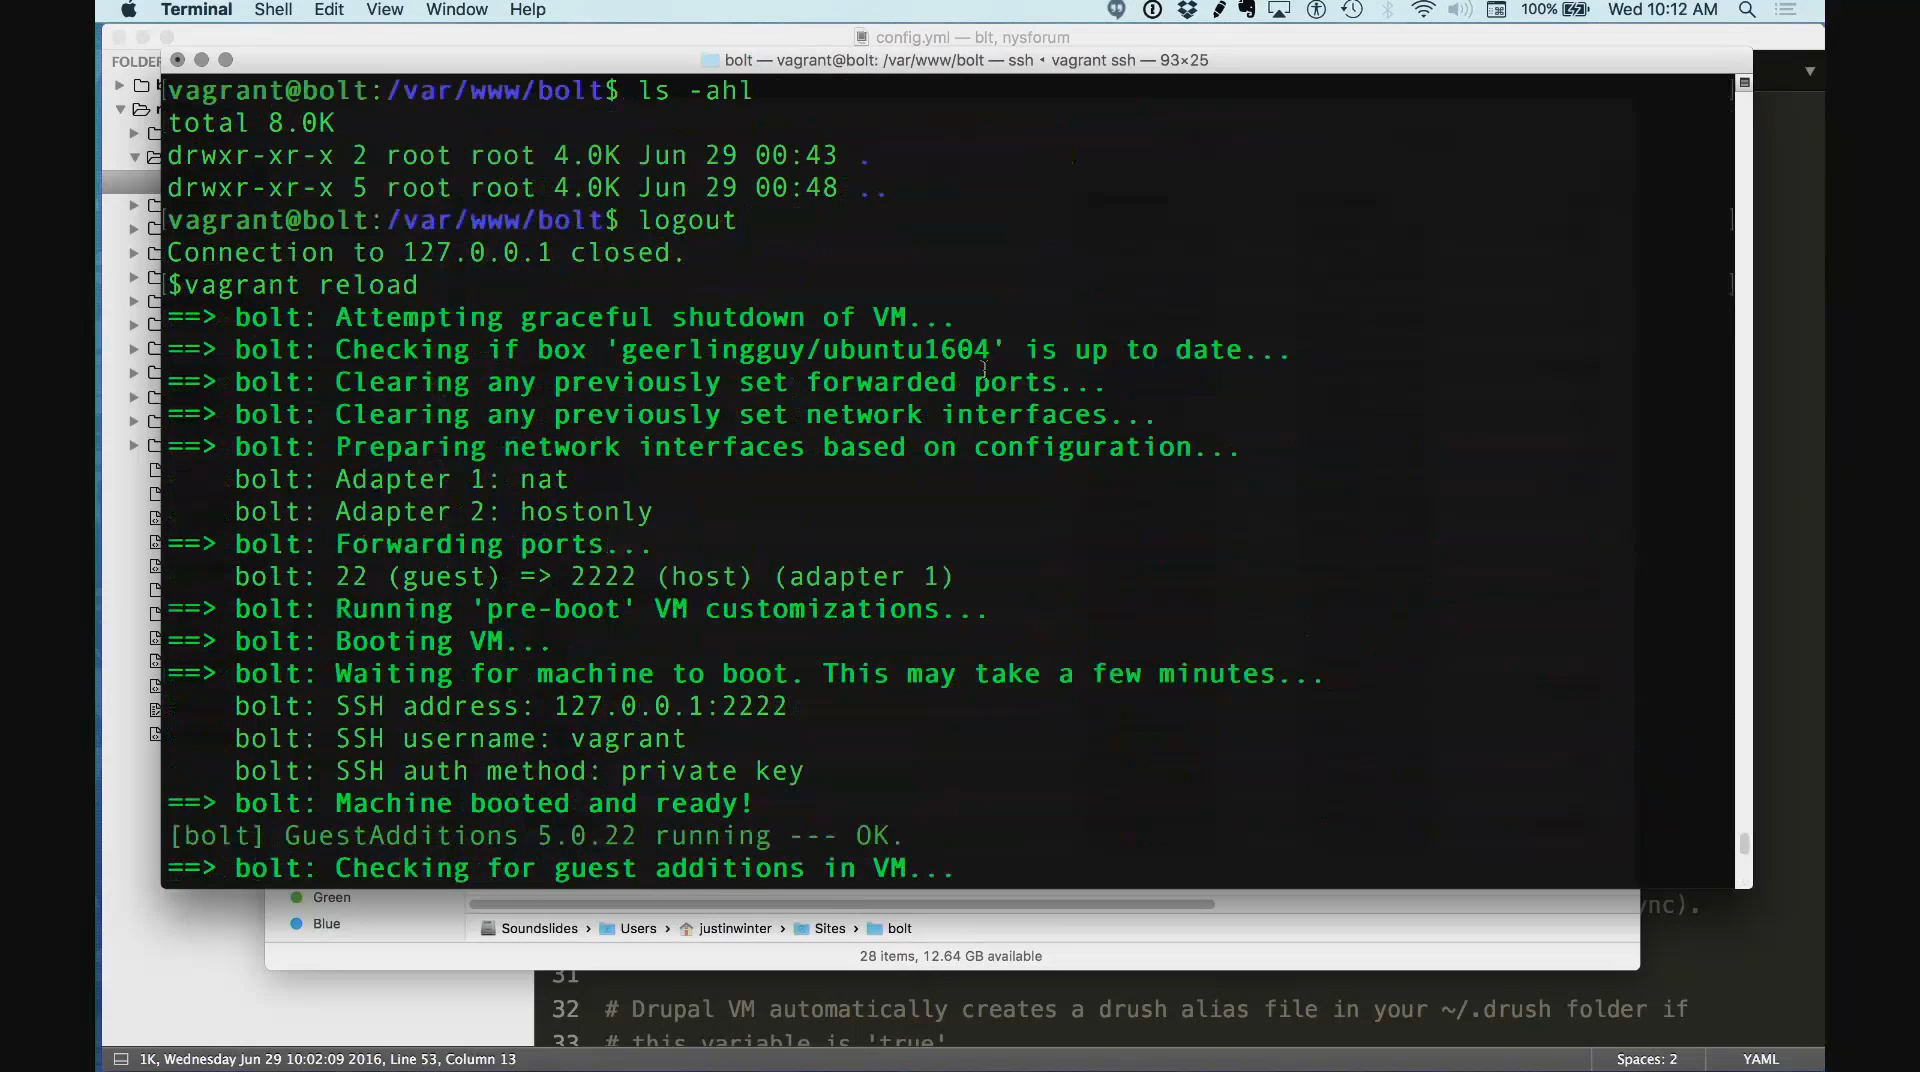 Terminal Shell Edit View Window Help 100% Wed 10:12 AM
config.yml — blt, nysforum
FOLDER
bolt — vagrant@bolt: /var/www/bolt — ssh ‹ vagrant ssh — 93×25
vagrant@bolt:/var/www/bolt$ ls -ahl
total 8.0K
drwxr-xr-x 2 root root 4.0K Jun 29 00:43 .
drwxr-xr-x 5 root root 4.0K Jun 29 00:48 ..
vagrant@bolt:/var/www/bolt$ logout
Connection to 127.0.0.1 closed.
$vagrant reload
==> bolt: Attempting graceful shutdown of VM...
==> bolt: Checking if box 'geerlingguy/ubuntu1604' is up to date...
==> bolt: Clearing any previously set forwarded ports...
==> bolt: Clearing any previously set network interfaces...
==> bolt: Preparing network interfaces based on configuration...
bolt: Adapter 1: nat
bolt: Adapter 2: hostonly
==> bolt: Forwarding ports...
bolt: 22 (guest) => 2222 (host) (adapter 1)
==> bolt: Running 'pre-boot' VM customizations...
==> bolt: Booting VM...
==> bolt: Waiting for machine to boot. This may take a few minutes...
bolt: SSH address: 127.0.0.1:2222
bolt: SSH username: vagrant
bolt: SSH auth method: private key
==> bolt: Machine booted and ready!
[bolt] GuestAdditions 5.0.22 running --- OK.
==> bolt: Checking for guest additions in VM...
Green
ync).
Blue
Soundslides › Users › justinwinter › Sites › bolt
28 items, 12.64 GB available
31
32 # Drupal VM automatically creates a drush alias file in your ~/.drush folder if
33 # this variable is 'true'
1K, Wednesday Jun 29 10:02:09 2016, Line 53, Column 13 Spaces: 2 YAML